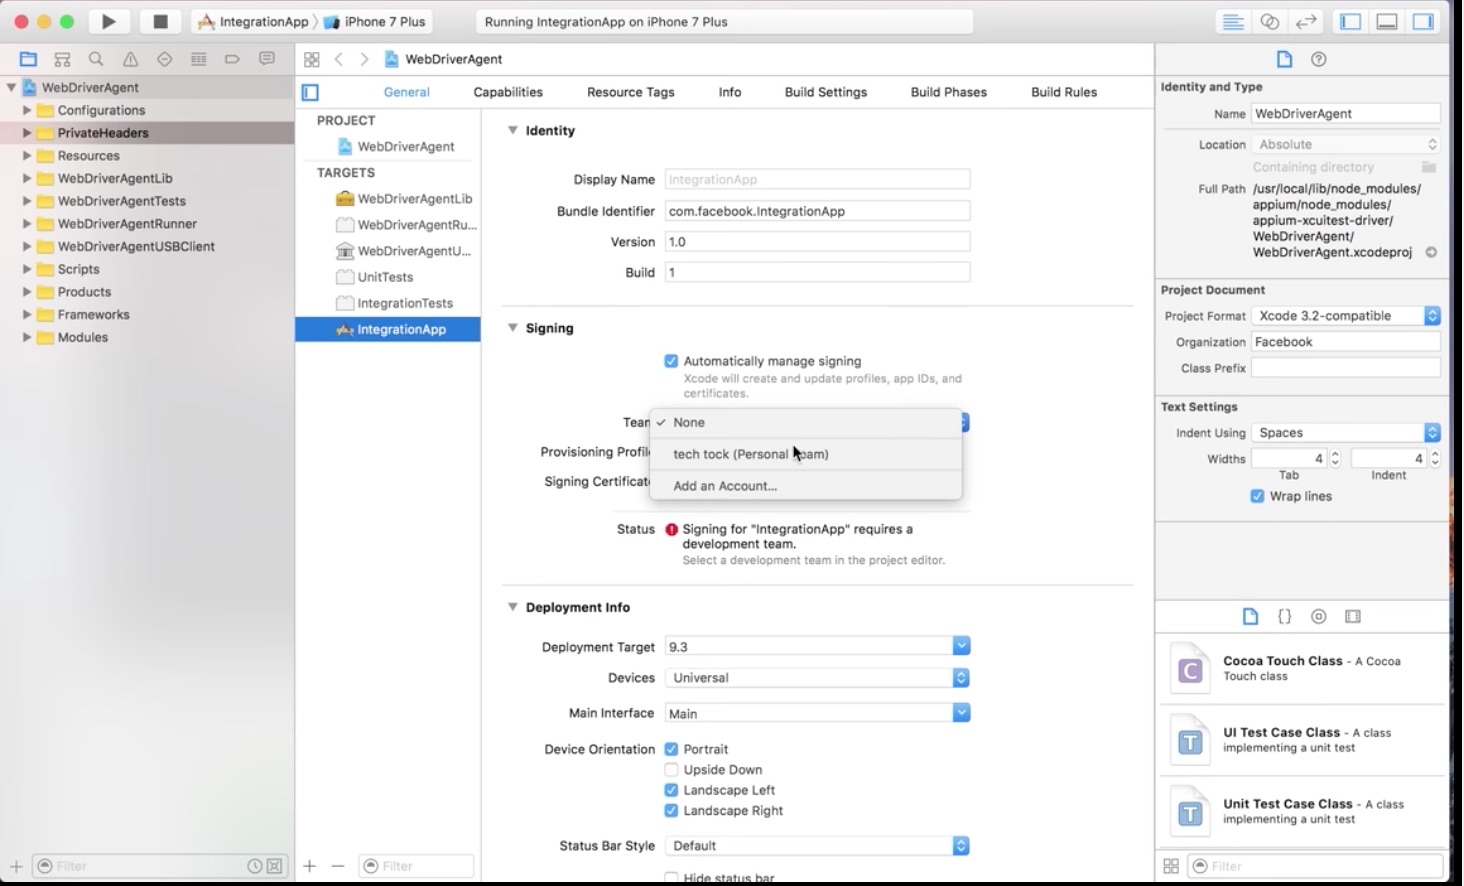 IntegrationApp
iPhone 7 Plus
Running IntegrationApp on iPhone 7 Plus
WebDriverAgent
Configurations
PrivateHeaders
Resources
WebDriverAgentLib
WebDriverAgentTests
WebDriverAgentRunner
WebDriverAgentUSBClient
Scripts
Products
Frameworks
Modules
Filter
WebDriverAgent
General
Capabilities
Resource Tags
Info
Build Settings
Build Phases
Build Rules
PROJECT
WebDriverAgent
TARGETS
WebDriverAgentLib
WebDriverAgentRu...
WebDriverAgentU...
UnitTests
IntegrationTests
IntegrationApp
Filter
Identity
Display Name IntegrationApp
Bundle Identifier com.facebook.IntegrationApp
Version 1.0
Build 1
Signing
Automatically manage signing
Xcode will create and update profiles, app IDs, and
certificates.
Team
None
tech tock (Personal
Add an Account...
Status Signing for "IntegrationApp" requires a
development team.
Select a development team in the project editor.
Deployment Info
Deployment Target 9.3
Devices Universal
Main Interface Main
Device Orientation Portrait
Upside Down
Landscape Left
Landscape Right
Status Bar Style Default
Hide status bar
Identity and Type
Name WebDriverAgent
Location Absolute
Containing directory
Full Path /usr/local/lib/node_modules/
appium/node_modules/
appium-xcuitest-driver/
WebDriverAgent/
WebDriverAgent.xcodeproj
Project Document
Project Format Xcode 3.2-compatible
Organization Facebook
Class Prefix
Text Settings
Indent Using Spaces
Widths 4 4
Tab Indent
Wrap lines
{}
C
Cocoa Touch Class - A Cocoa
Touch class
T
UI Test Case Class - A class
implementing a unit test
T
Unit Test Case Class - A class
implementing a unit test
Filter